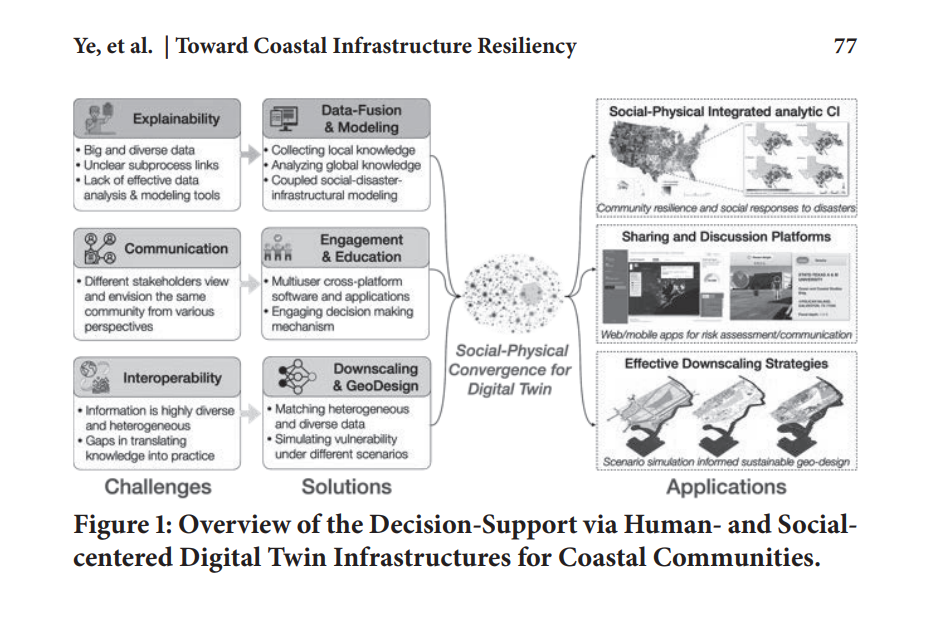 Ye, et al. | Toward Coastal Infrastructure Resiliency 77
Explainability
• Big and diverse data
• Unclear subprocess links
• Lack of effective data
analysis & modeling tools
Data-Fusion
& Modeling
• Collecting local knowledge
• Analyzing global knowledge
• Coupled social-disaster-
infrastructural modeling
Communication
• Different stakeholders view
and envision the same
community from various
perspectives
Engagement
& Education
• Multiuser cross-platform
software and applications
• Engaging decision making
mechanism
Interoperability
• Information is highly diverse
and heterogeneous
• Gaps in translating
knowledge into practice
Downscaling
& GeoDesign
• Matching heterogeneous
and diverse data
• Simulating vulnerability
under different scenarios
Social-Physical
Convergence for
Digital Twin
Social-Physical Integrated analytic CI
Community resilience and social responses to disasters
Sharing and Discussion Platforms
Web/mobile apps for risk assessment/communication
Effective Downscaling Strategies
Scenario simulation informed sustainable geo-design
Challenges
Solutions
Applications
Figure 1: Overview of the Decision-Support via Human- and Social-
centered Digital Twin Infrastructures for Coastal Communities.